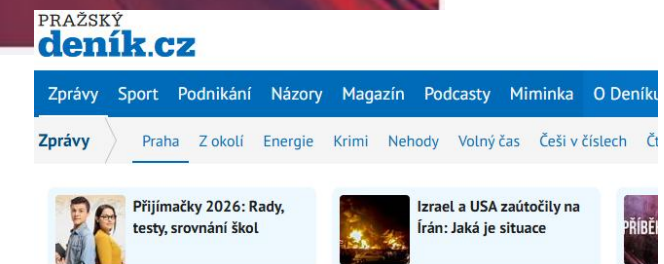 PRAŽSKÝ
deník.cz
Zprávy Sport Podnikání Názory Magazín Podcasty Miminka O Deníku
Zprávy Praha Z okolí Energie Krimi Nehody Volný čas Češi v číslech
Přijímačky 2026: Rady,
testy, srovnání škol
Izrael a USA zaútočily na
Írán: Jaká je situace